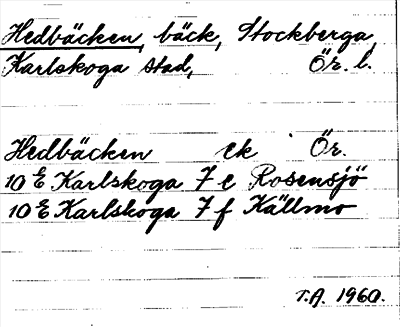 Hedbäcken, bäck, Stockberga,
Karlskoga stad, Ör. l.
Hedbäcken ek Ör.
10 E Karlskoga 7 e Rosensjö
10 E Karlskoga 7 f Källmo
T.A. 1960.